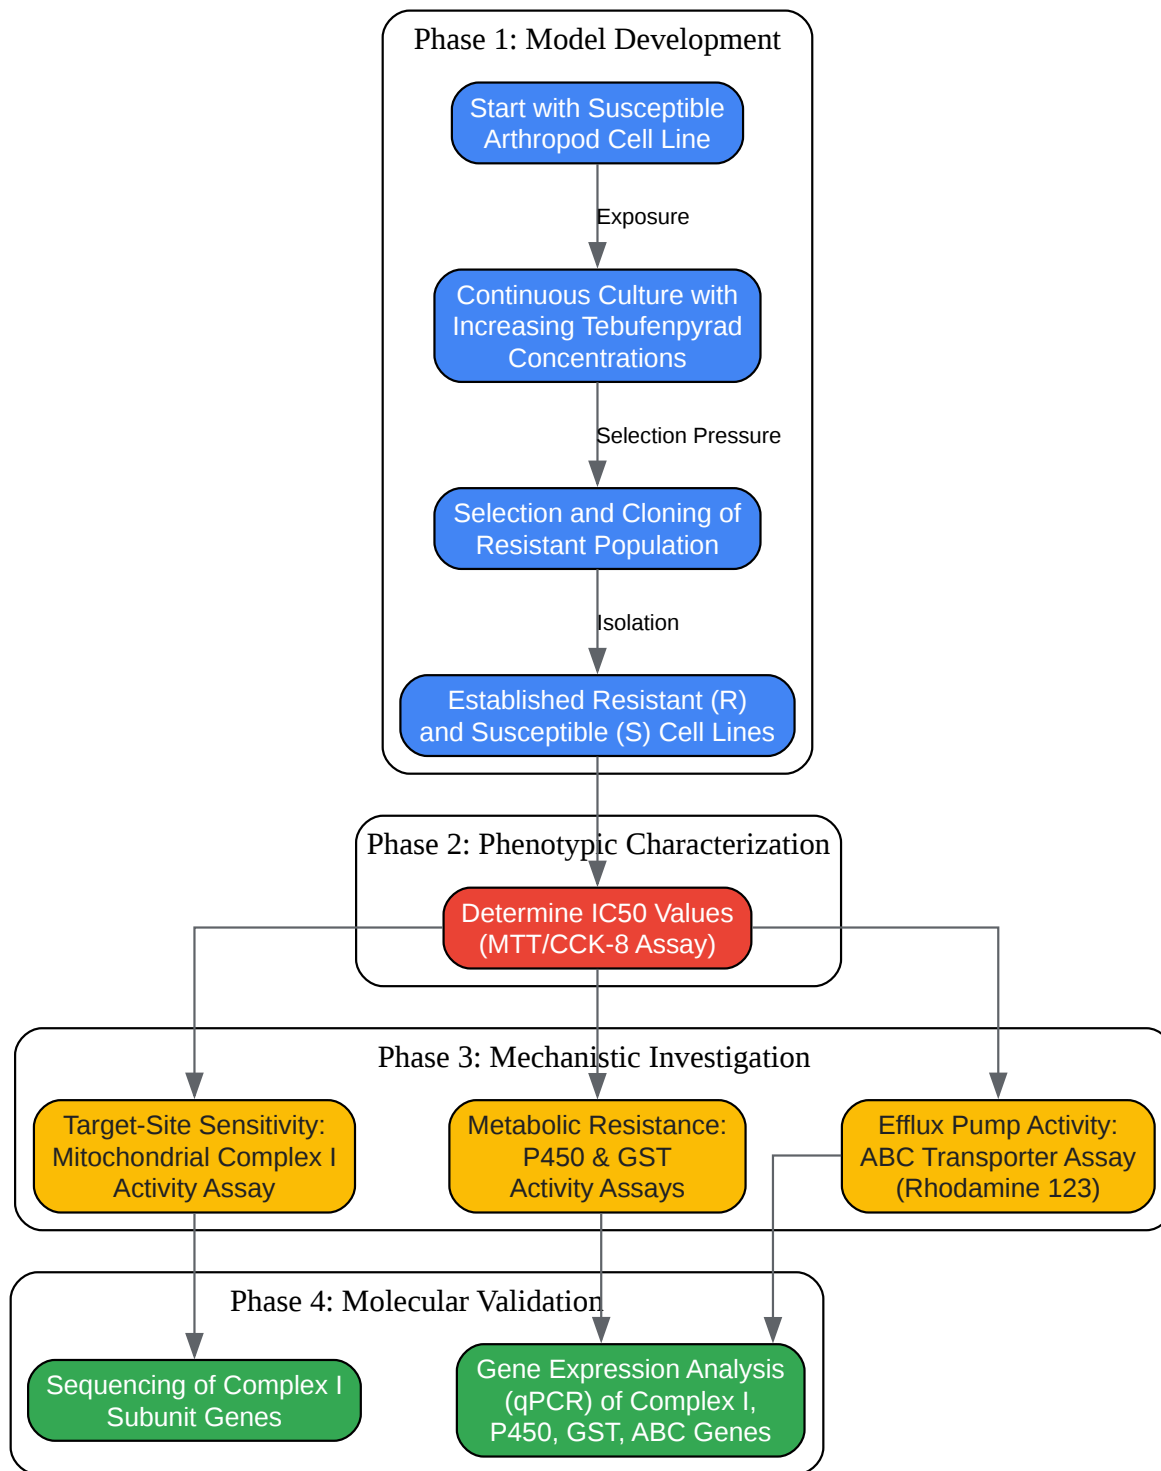 Phase 1: Model Development
Start with Susceptible
Arthropod Cell Line
Exposure
Continuous Culture with
Increasing Tebufenpyrad
Concentrations
Selection Pressure
Selection and Cloning of
Resistant Population
Isolation
Established Resistant (R)
and Susceptible (S) Cell Lines
Phase 2: Phenotypic Characterization
Determine IC50 Values
(MTT/CCK-8 Assay)
Phase 3: Mechanistic Investigation
Target-Site Sensitivity:
Mitochondrial Complex I
Activity Assay
Metabolic Resistance:
P450 & GST
Activity Assays
Efflux Pump Activity:
ABC Transporter Assay
(Rhodamine 123)
Phase 4: Molecular Validation
Sequencing of Complex I
Subunit Genes
Gene Expression Analysis
(qPCR) of Complex I,
P450, GST, ABC Genes